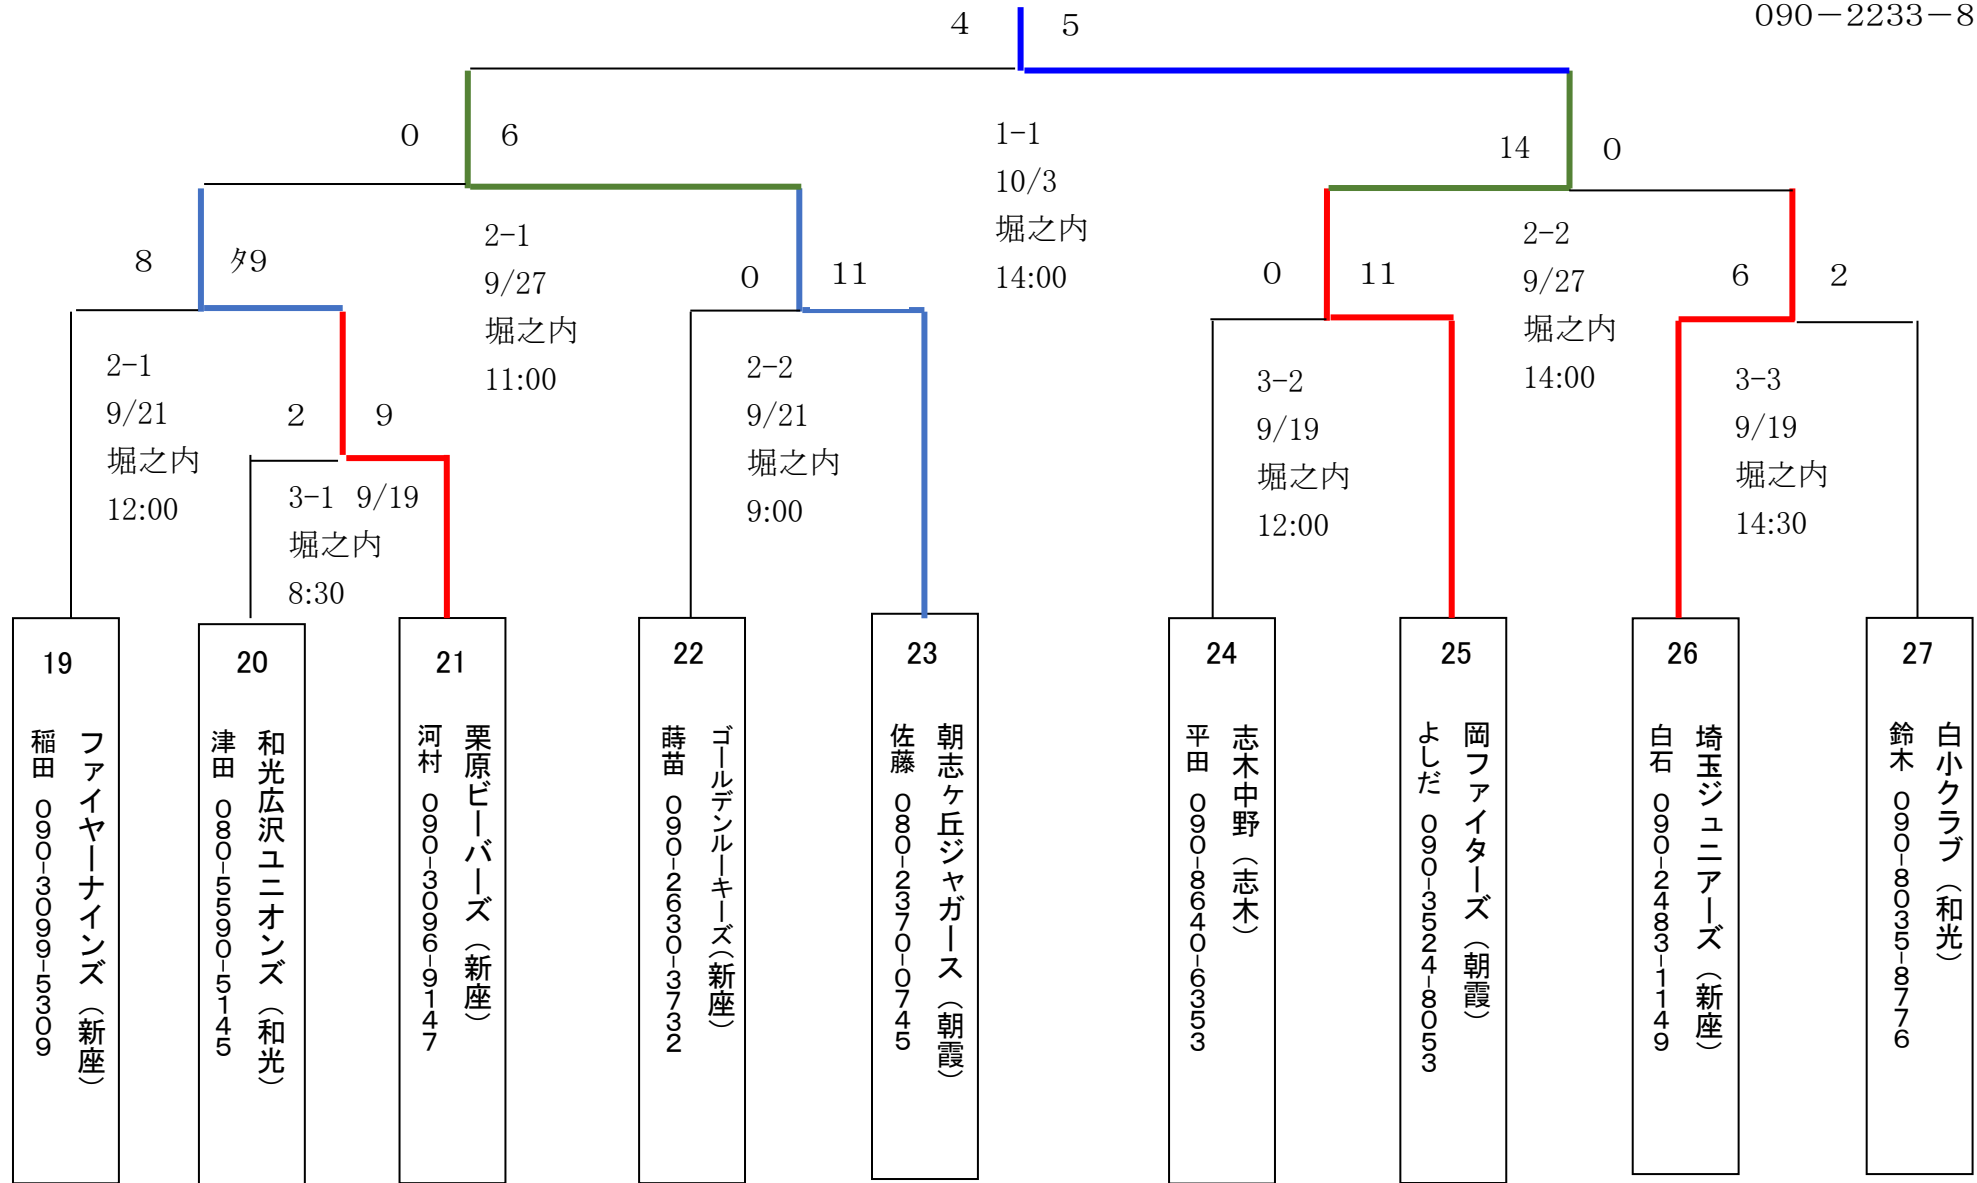 090－2233－8
4 5
0 6
14 0
1-1
10/3
堀之内
14:00
8 ﾀ9
2-1
9/27
堀之内
11:00
0 11
0 11
2-2
9/27
堀之内
14:00
6 2
2-1
9/21
堀之内
12:00
2 9
3-1 9/19
堀之内
8:30
2-2
9/21
堀之内
9:00
3-2
9/19
堀之内
12:00
3-3
9/19
堀之内
14:30
19
ファイヤーナインズ（新座）
稲田 090-3099-5309
20
和光広沢ユニオンズ（和光）
津田 080-5590-5145
21
栗原ビーバーズ（新座）
河村 090-3096-9147
22
ゴールデンルーキーズ（新座）
蒔苗 090-2630-3732
23
朝志ヶ丘ジャガース（朝霞）
佐藤 080-2370-0745
24
志木中野（志木）
平田 090-8640-6353
25
岡ファイターズ（朝霞）
よしだ 090-3524-8053
26
埼玉ジュニアーズ（新座）
白石 090-2483-1149
27
白小クラブ（和光）
鈴木 090-8035-8776